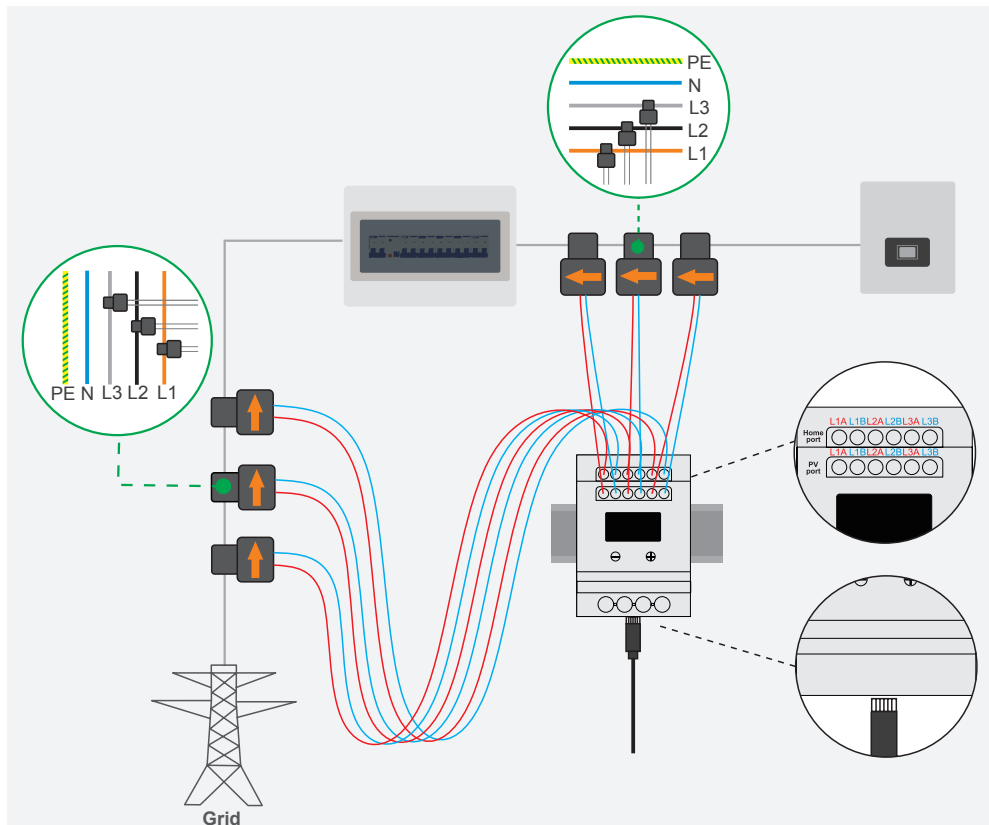 PE
N
L3
L2
L1
PE N L3 L2 L1
L1A L1B L2A L2B L3A L3B
Home
port
L1A L1B L2A L2B L3A L3B
PV
port
Grid